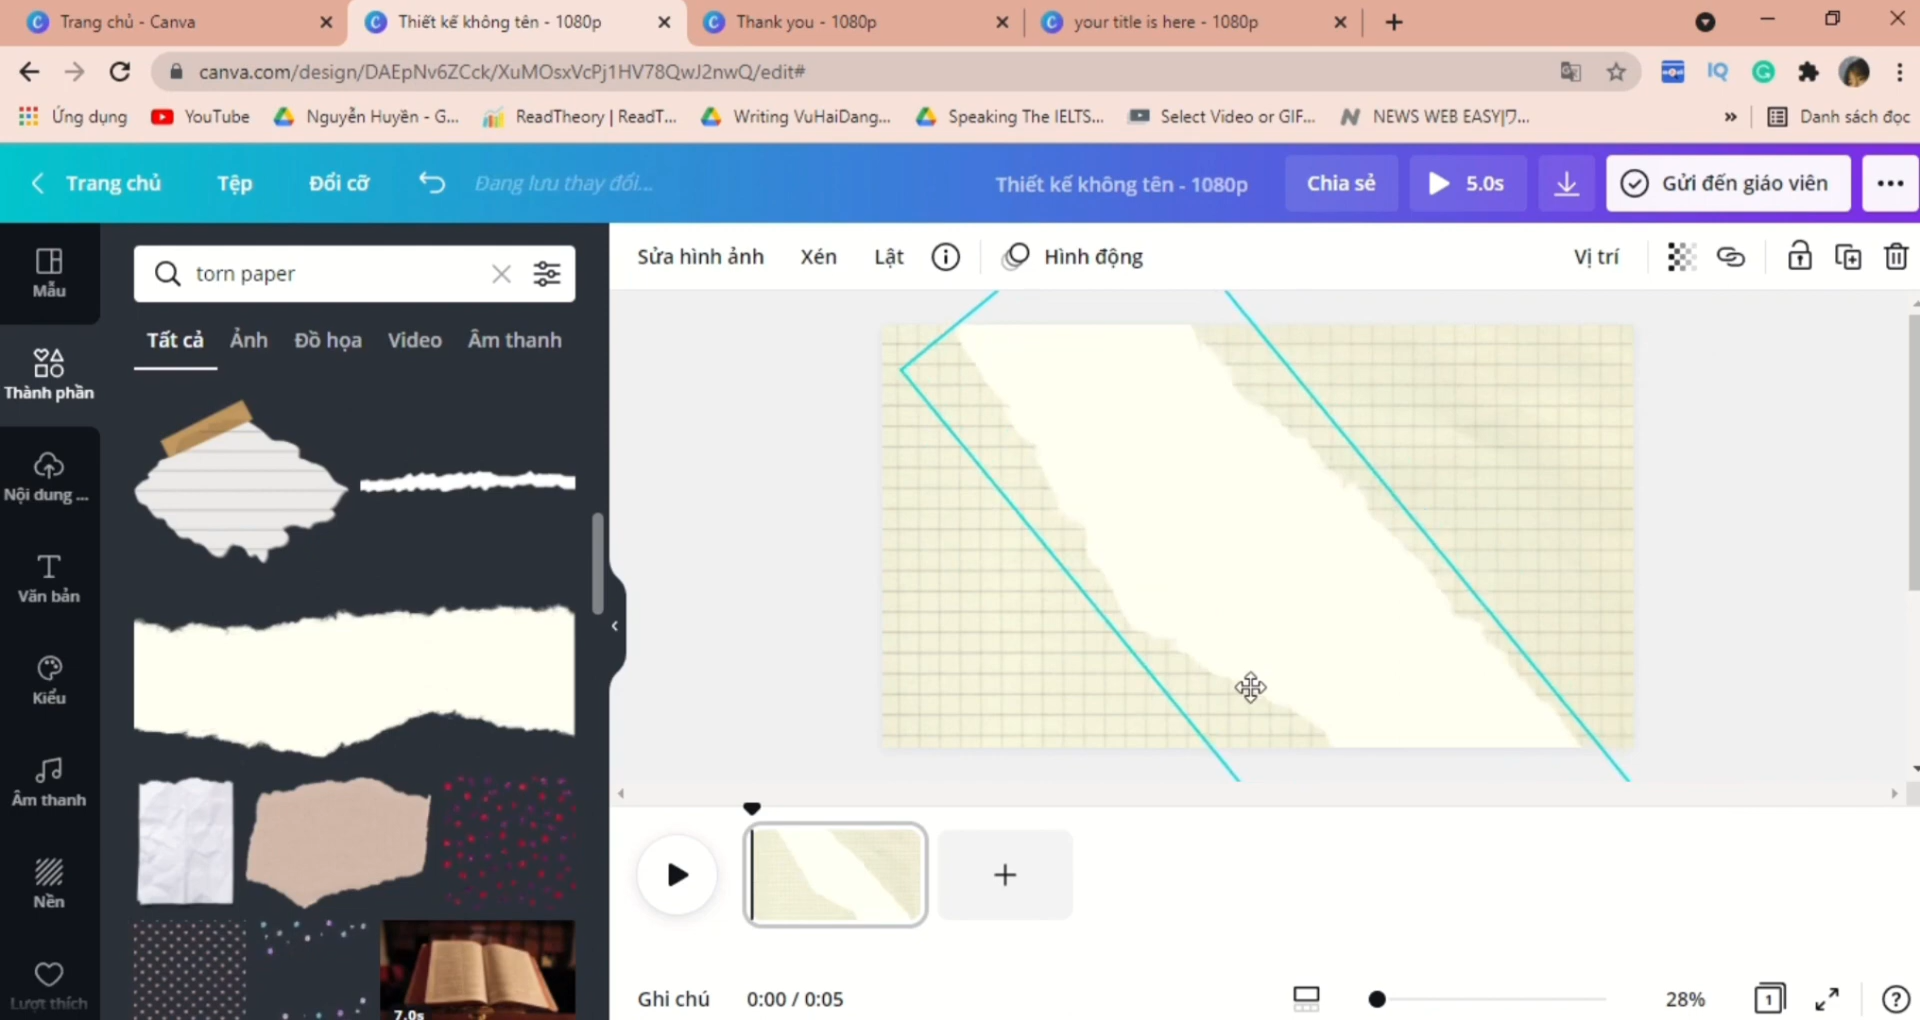 Trang chủ - Canva
Thiết kế không tên - 1080p
Thank you - 1080p
your title is here - 1080p
canva.com/design/DAEpNv6ZCck/XuMOsxVcPj1HV78QwJ2nwQ/edit#
Ứng dụng
YouTube
Nguyễn Huyền - G...
ReadTheory | ReadT...
Writing VuHaiDang...
Speaking The IELTS...
Select Video or GIF...
NEWS WEB EASY|ワ...
»
Danh sách đọc
Trang chủ
Tệp
Đổi cỡ
Đang lưu thay đổi...
Thiết kế không tên - 1080p
Chia sẻ
5.0s
Gửi đến giáo viên
Mẫu
Thành phần
Nội dung ...
Văn bản
Kiểu
Âm thanh
Nền
Lượt thích
torn paper
Tất cả
Ảnh
Đồ họa
Video
Âm thanh
7.0s
Sửa hình ảnh
Xén
Lật
Hình động
Vị trí
Ghi chú
0:00 / 0:05
28%
1